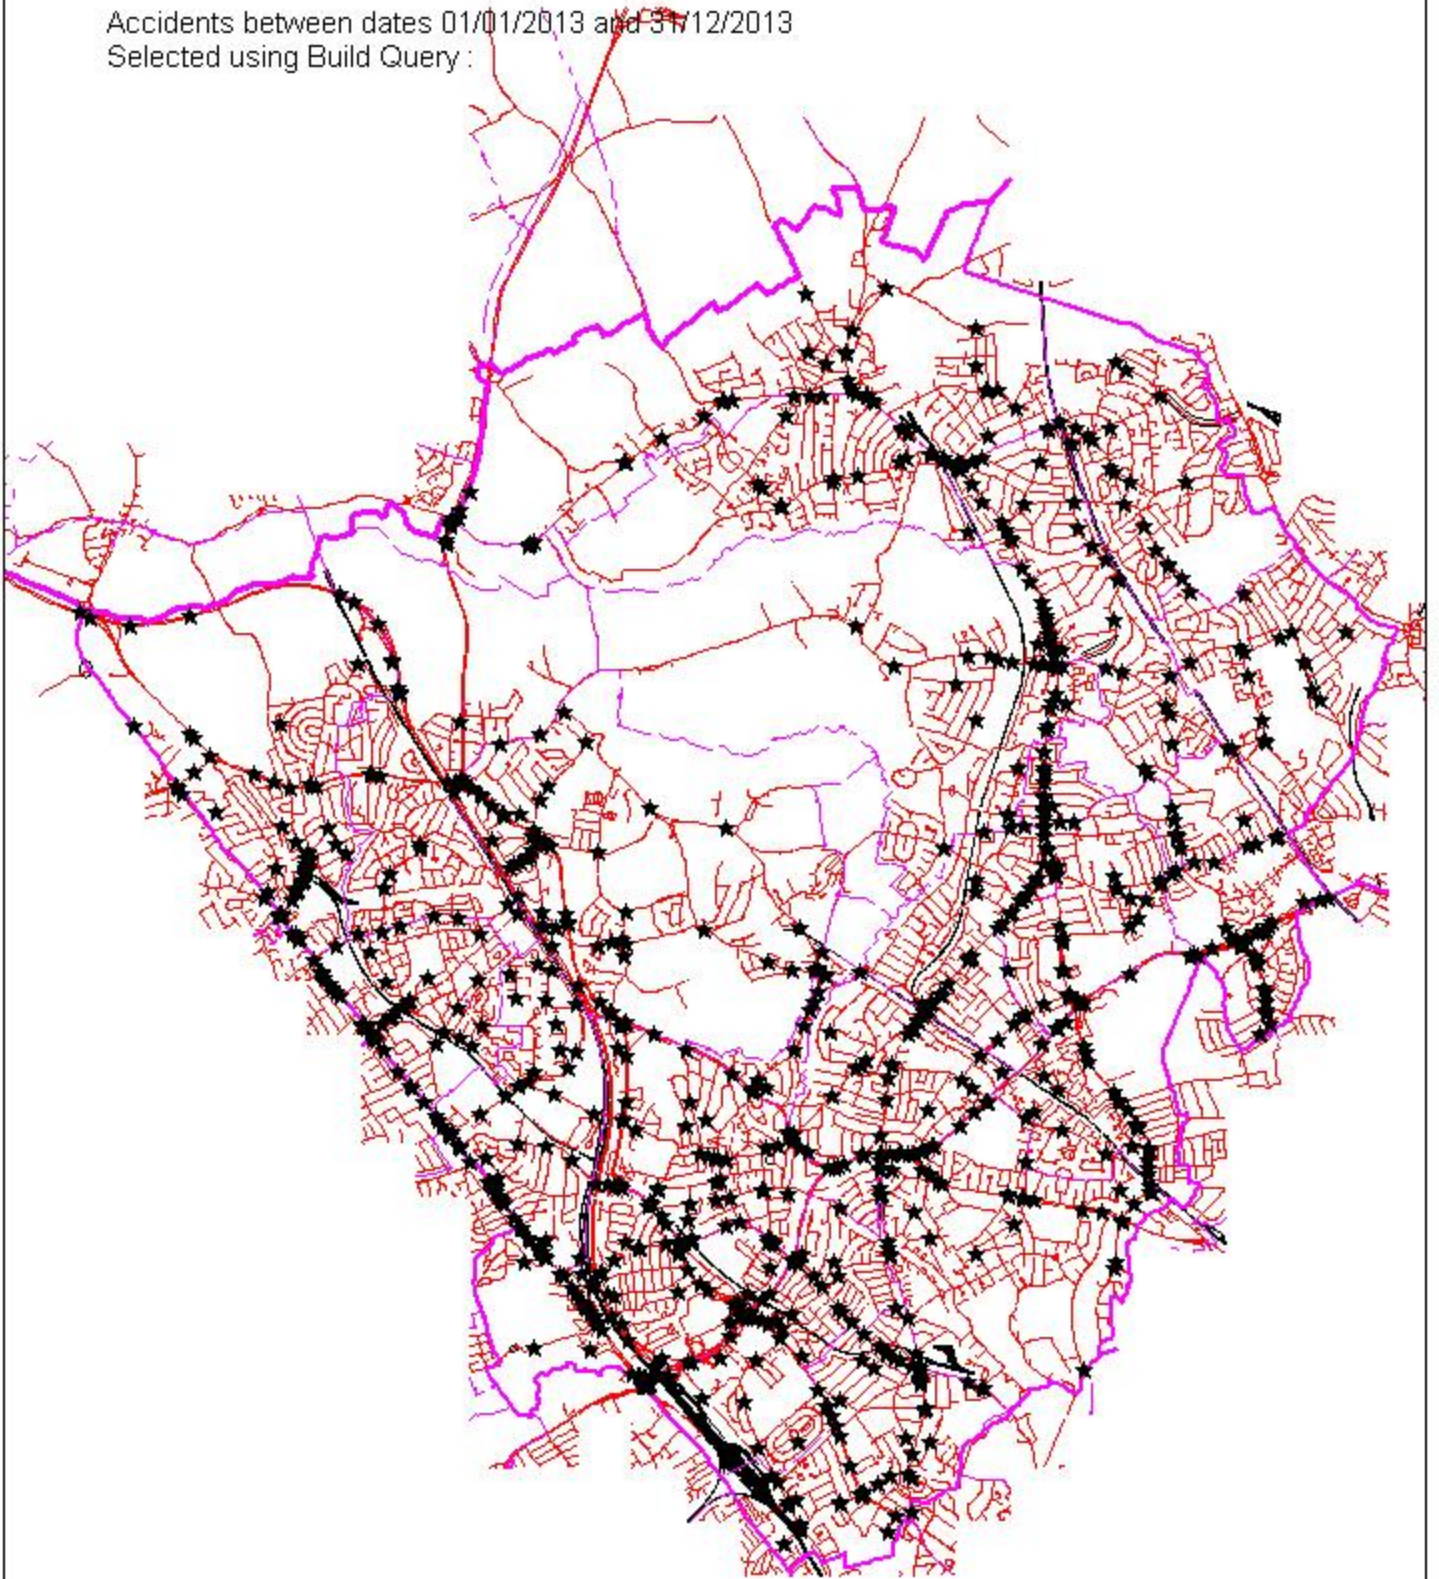 Accidents between dates 01/01/2013 and 31/12/2013
Selected using Build Query :